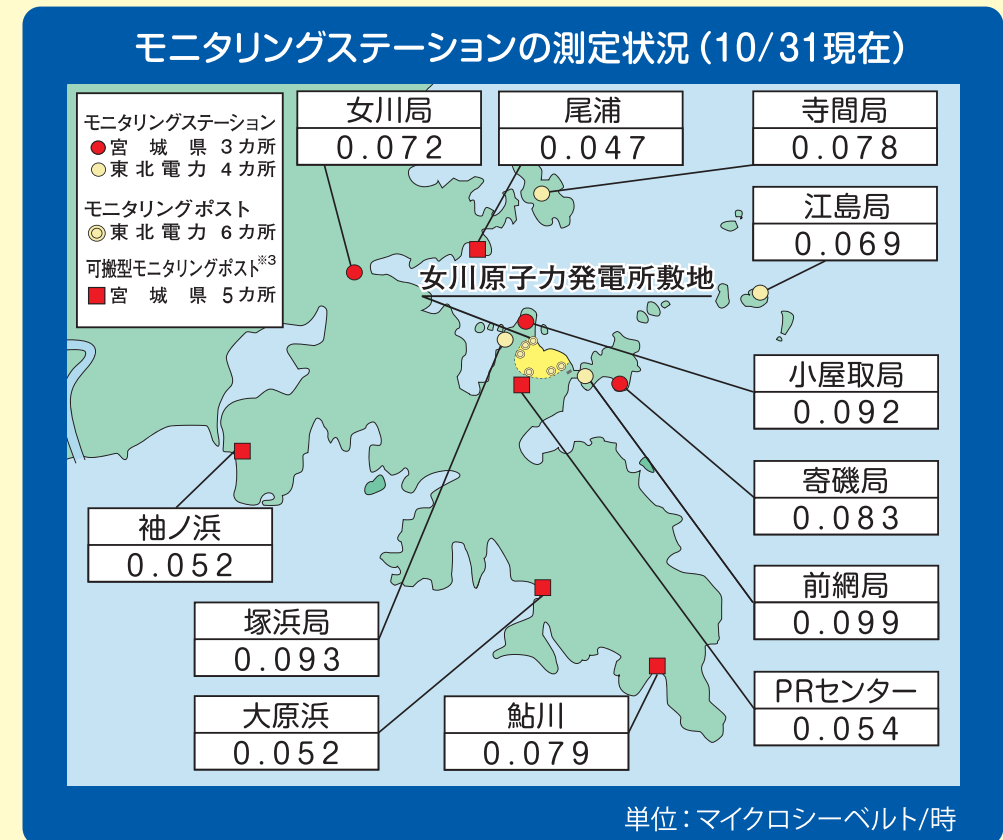 モニタリングステーションの測定状況(10/31現在)
モニタリングステーション
宮城県 3カ所
東北電力 4カ所
モニタリングポスト
東北電力 6カ所
可搬型モニタリングポスト※3
宮城県 5カ所
女川局
0.072
尾浦
0.047
寺間局
0.078
江島局
0.069
女川原子力発電所敷地
小屋取局
0.092
寄磯局
0.083
前網局
0.099
PRセンター
0.054
袖ノ浜
0.052
塚浜局
0.093
大原浜
0.052
鮎川
0.079
単位:マイクロシーベルト/時